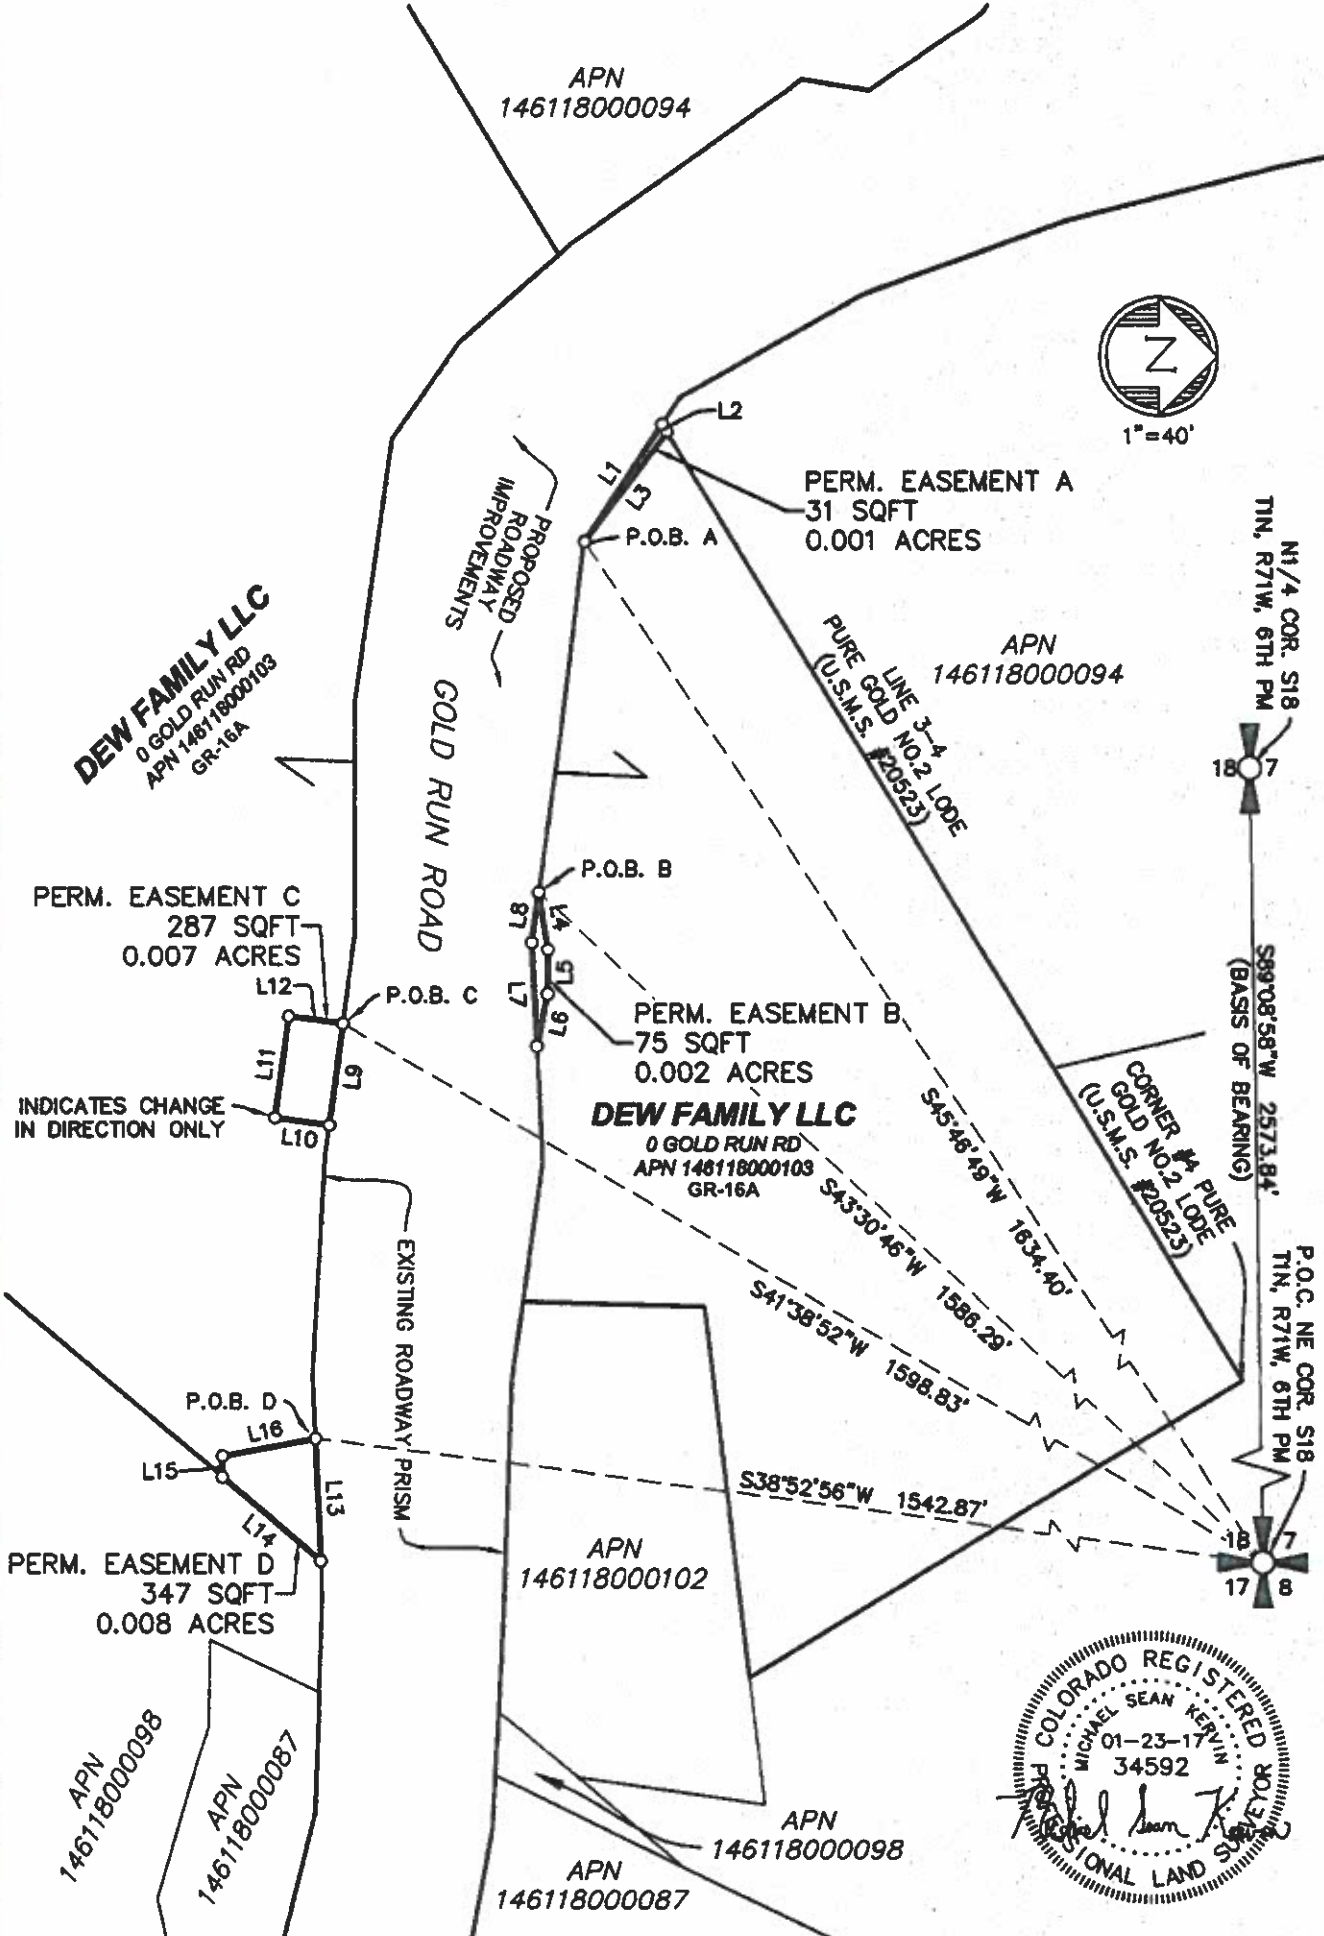 APN
146118000094
N
1"=40'
L2
L1
L3
PERM. EASEMENT A
31 SQFT
0.001 ACRES
P.O.B. A
PROPOSED
ROADWAY
IMPROVEMENTS
N1/4 COR. S18
T1N, R71W, 6TH PM
18 7
DEW FAMILY LLC
0 GOLD RUN RD
APN 146118000103
GR-16A
GOLD RUN ROAD
LINE 3-4
PURE GOLD NO.2 LODE
(U.S.M.S. #20523)
APN
146118000094
P.O.B. B
L8
L4
L5
L7
L6
PERM. EASEMENT B
75 SQFT
0.002 ACRES
PERM. EASEMENT C
287 SQFT
0.007 ACRES
L12
P.O.B. C
L11
L9
L10
INDICATES CHANGE
IN DIRECTION ONLY
DEW FAMILY LLC
0 GOLD RUN RD
APN 146118000103
GR-16A
S89°08'58"W 2573.84'
(BASIS OF BEARING)
CORNER #4 PURE
GOLD NO.2 LODE
(U.S.M.S. #20523)
S45°46'49"W 1634.40'
S43°30'46"W 1586.29'
S41°38'52"W 1598.83'
S38°52'56"W 1542.87'
EXISTING ROADWAY PRISM
P.O.C. NE COR. S18
T1N, R71W, 6TH PM
18 7
17 8
P.O.B. D
L16
L15
L13
L14
PERM. EASEMENT D
347 SQFT
0.008 ACRES
APN
146118000102
APN
146118000098
APN
146118000087
APN
146118000098
APN
146118000087
COLORADO REGISTERED
MICHAEL SEAN KERVIN
01-23-17
34592
PROFESSIONAL LAND SURVEYOR
Michael Sean Kervin